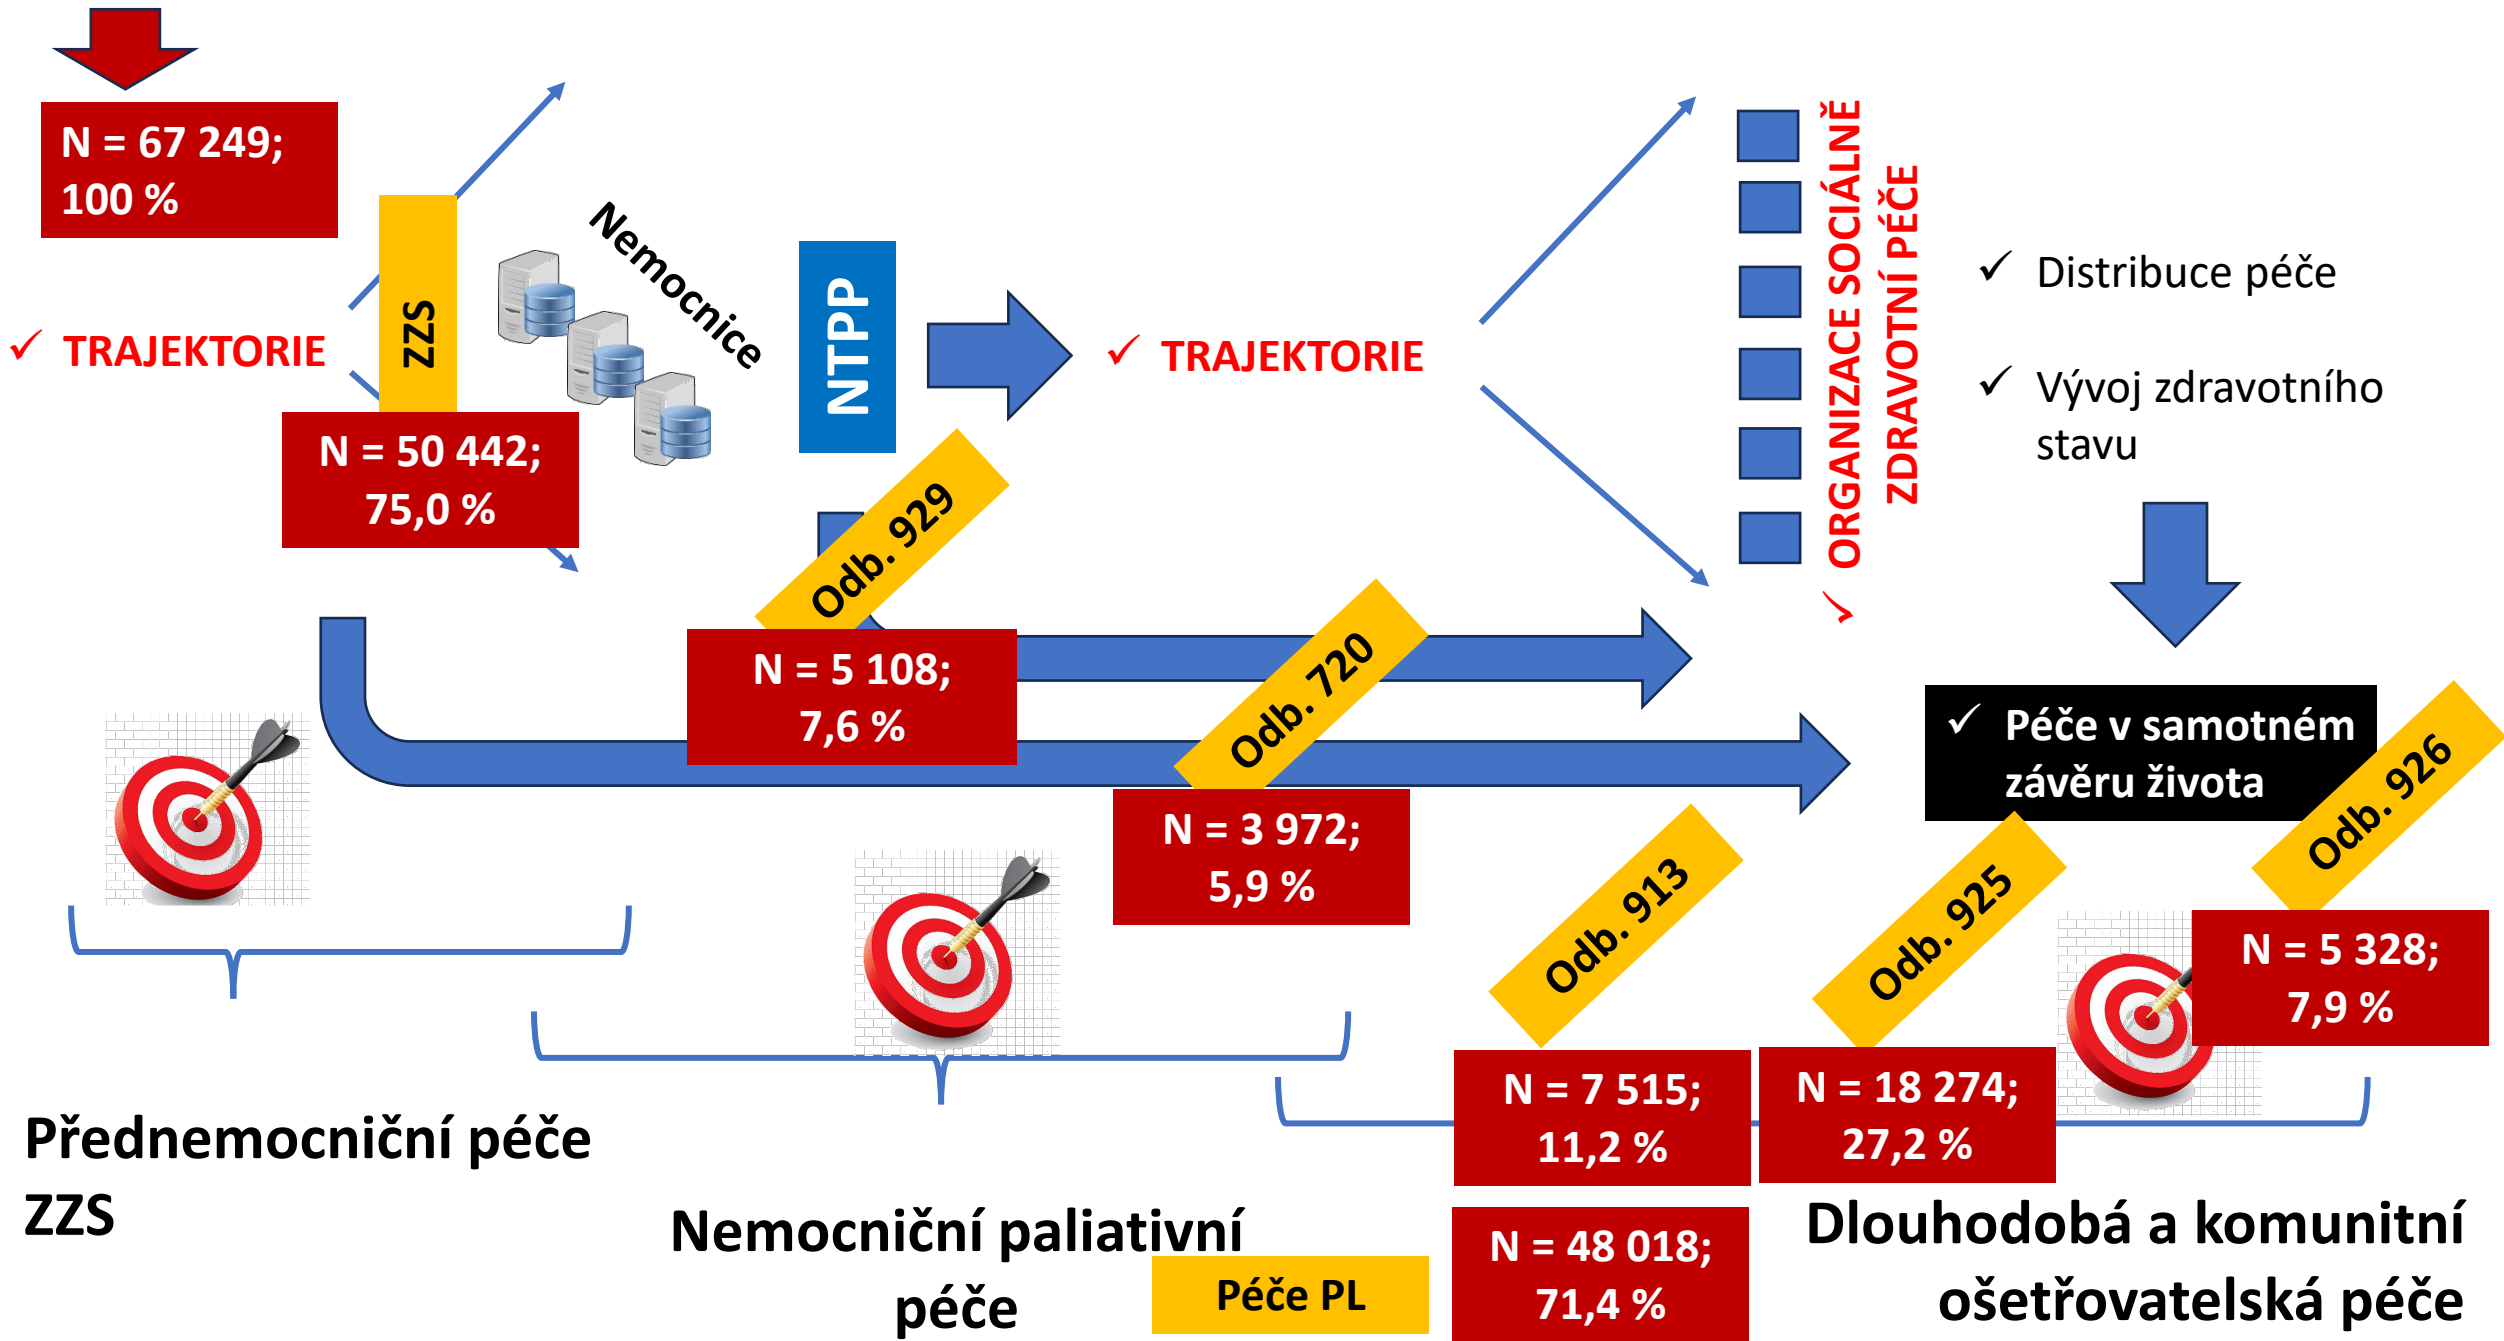 N = 67 249;
100 %
✓ TRAJEKTORIE
ZZS
N = 50 442;
75,0 %
Nemocnice
NTPP
✓ TRAJEKTORIE
✓ ORGANIZACE SOCIÁLNĚ
ZDRAVOTNÍ PÉČE
✓ Distribuce péče
✓ Vývoj zdravotního
stavu
Odb. 929
N = 5 108;
7,6 %
Odb. 720
N = 3 972;
5,9 %
✓ Péče v samotném
závěru života
Odb. 913
N = 7 515;
11,2 %
Odb. 925
N = 18 274;
27,2 %
Odb. 926
N = 5 328;
7,9 %
Přednemocniční péče
ZZS
Nemocniční paliativní
péče
Péče PL
N = 48 018;
71,4 %
Dlouhodobá a komunitní
ošetřovatelská péče